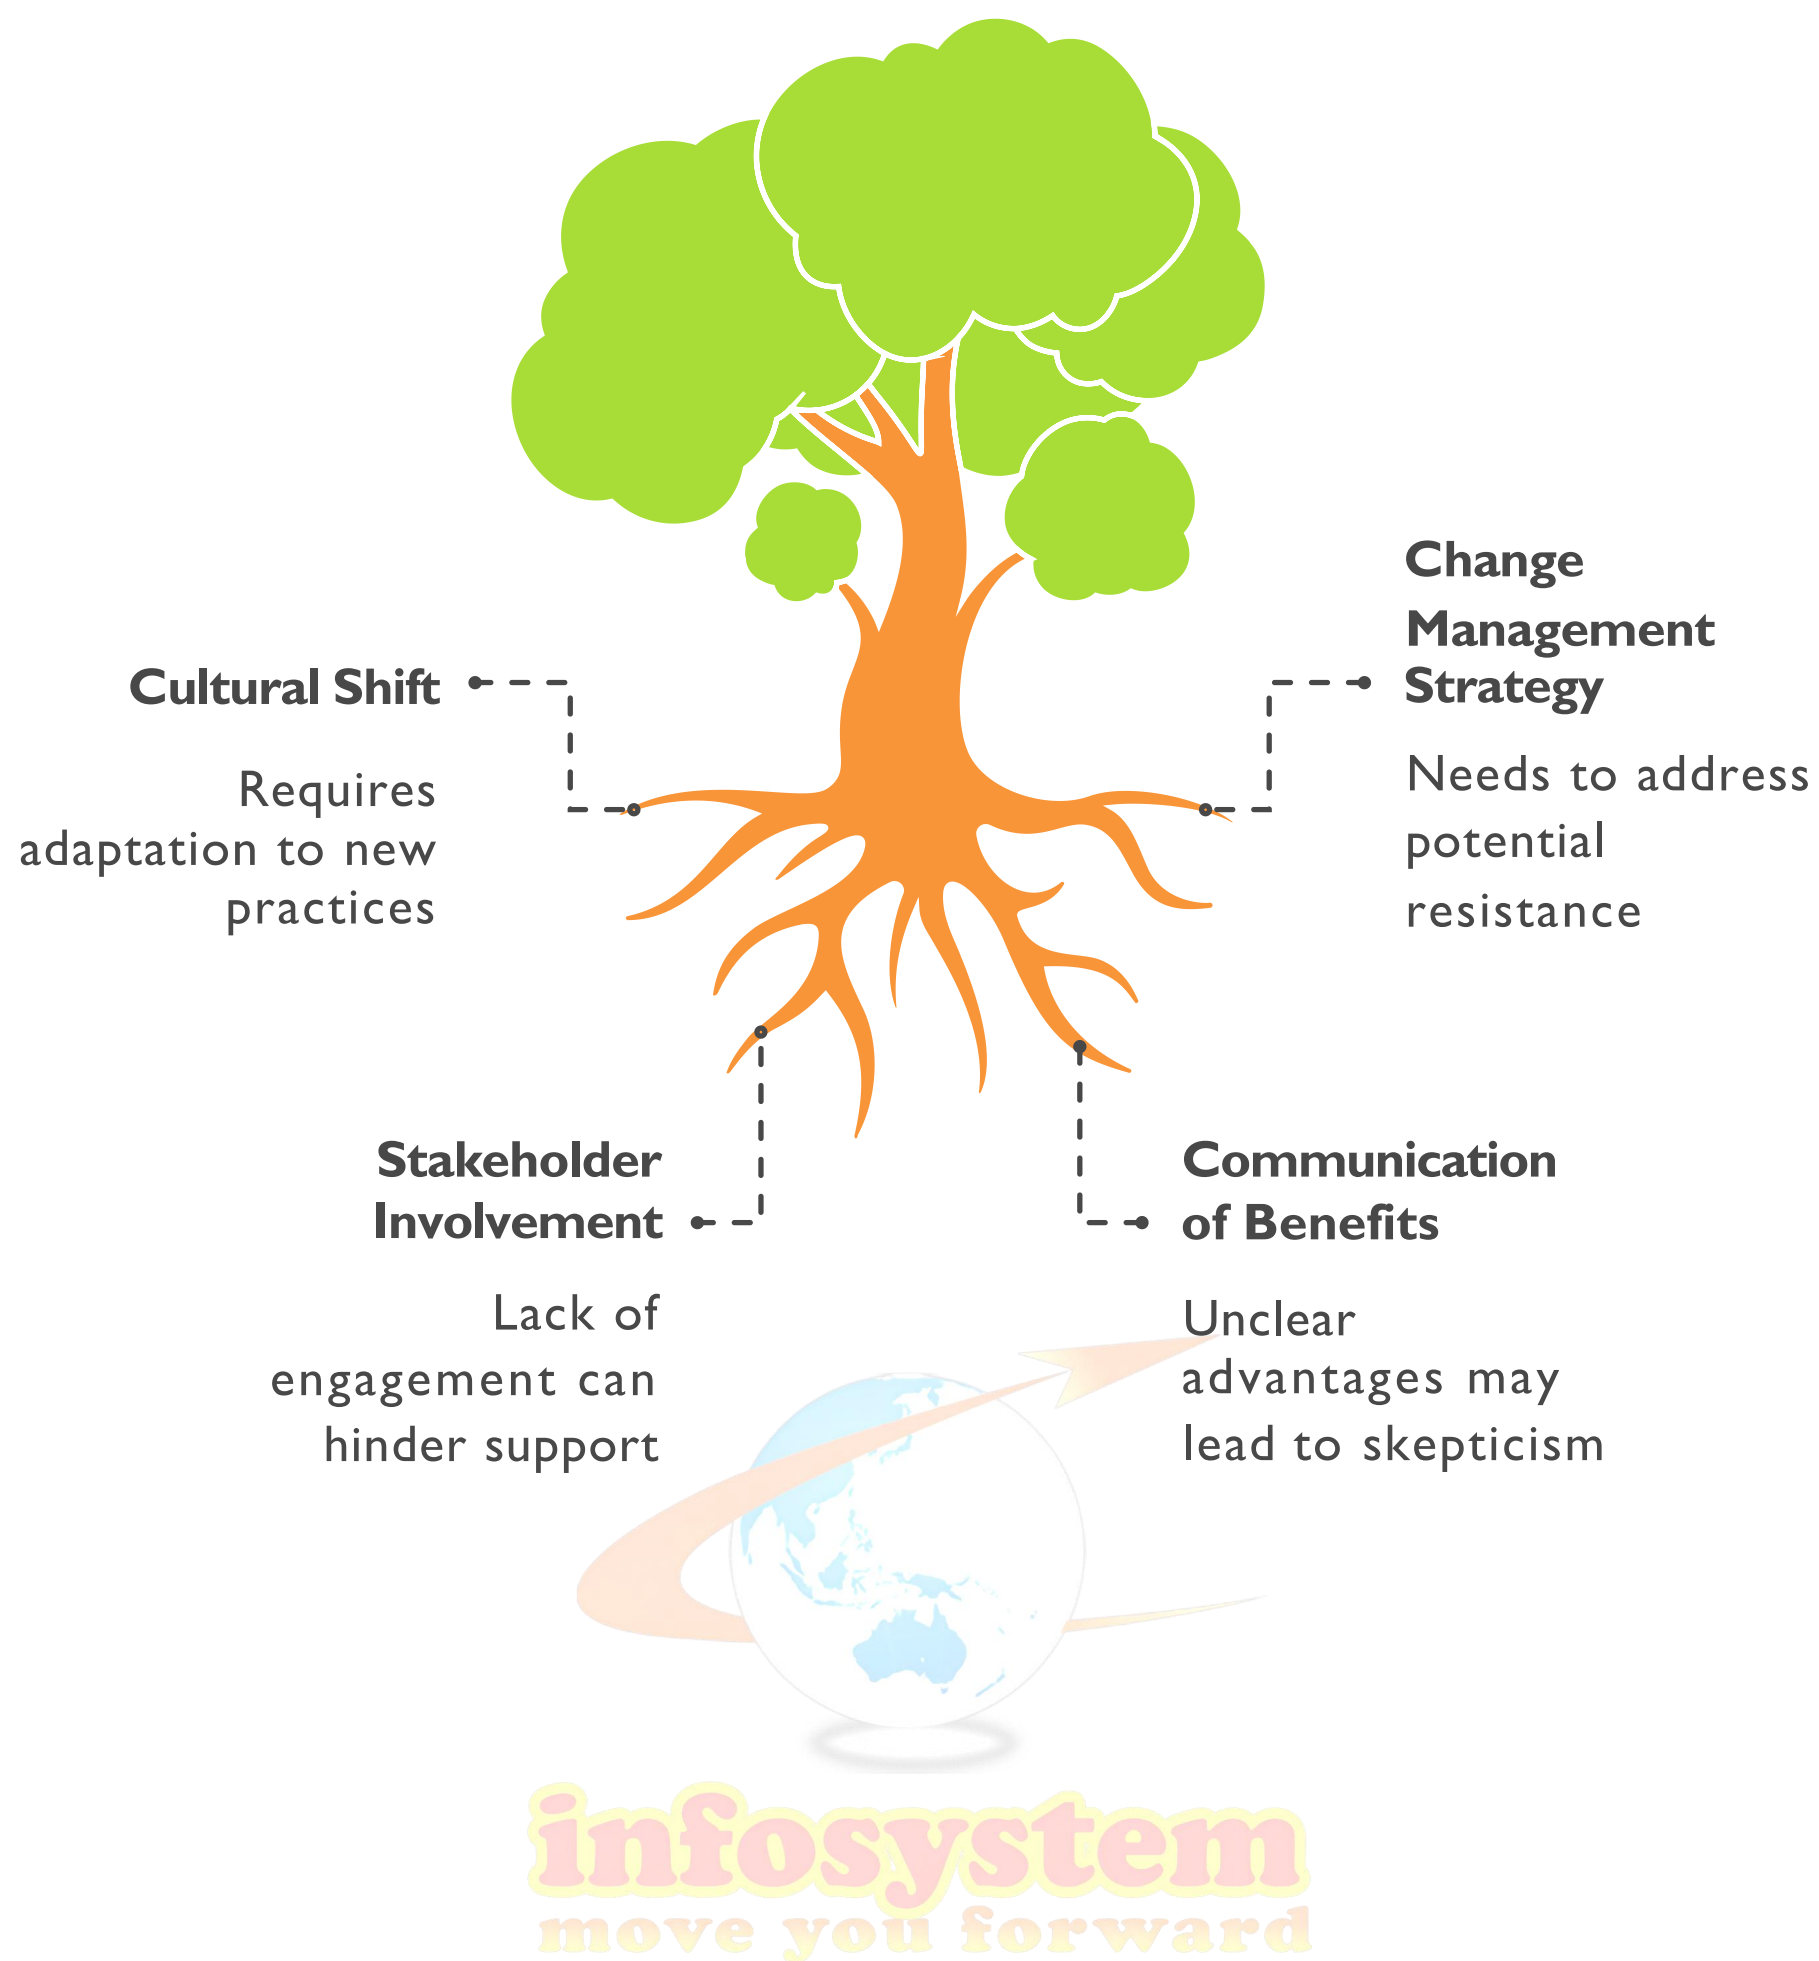 Change
Management
Strategy
Needs to address
potential
resistance
Cultural Shift
Requires
adaptation to new
practices
Stakeholder
Involvement
Lack of
engagement can
hinder support
Communication
of Benefits
Unclear
advantages may
lead to skepticism
infosystem
move you forward